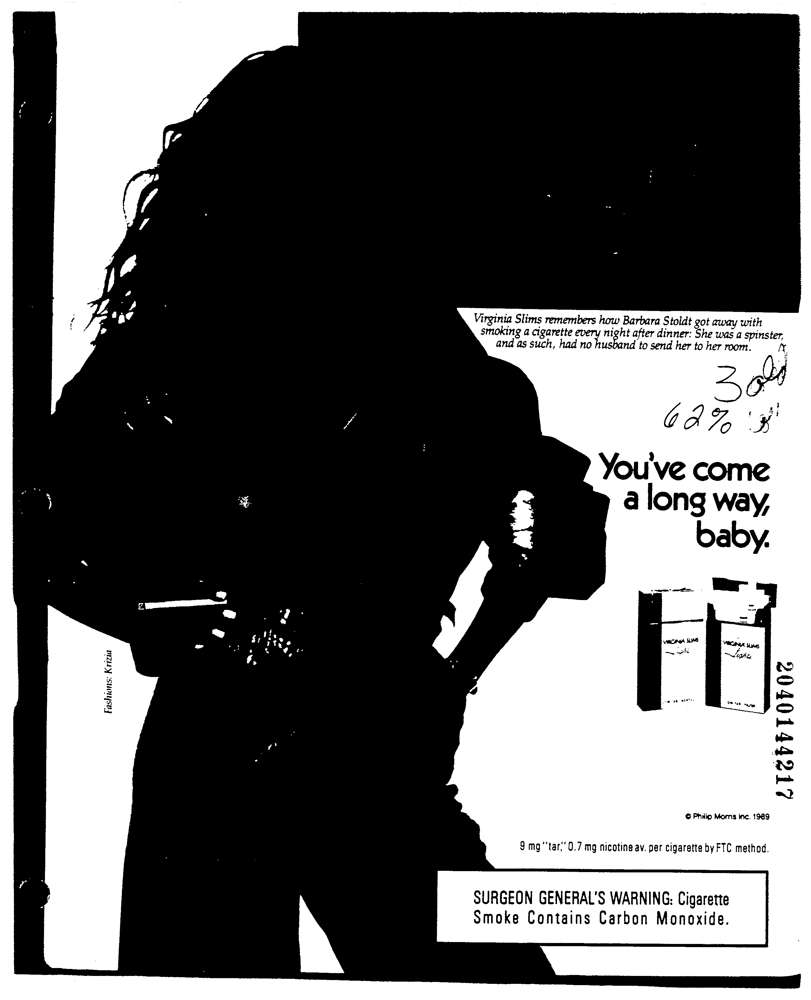 Virginia Slims remembers how Barbara Stoldt got away with
smoking a cigarette every night after dinner: She was a spinster,
and as such, had no husband to send her to her room.
3
62%
You've come
a long way,
baby.
VIRGINIA SLIMS
Lights
VIRGINIA SLIMS
Lights
Fashions: Krizia
2040144217
© Philip Morris Inc. 1989
9 mg "tar," 0.7 mg nicotine av. per cigarette by FTC method.
SURGEON GENERAL'S WARNING: Cigarette
Smoke Contains Carbon Monoxide.